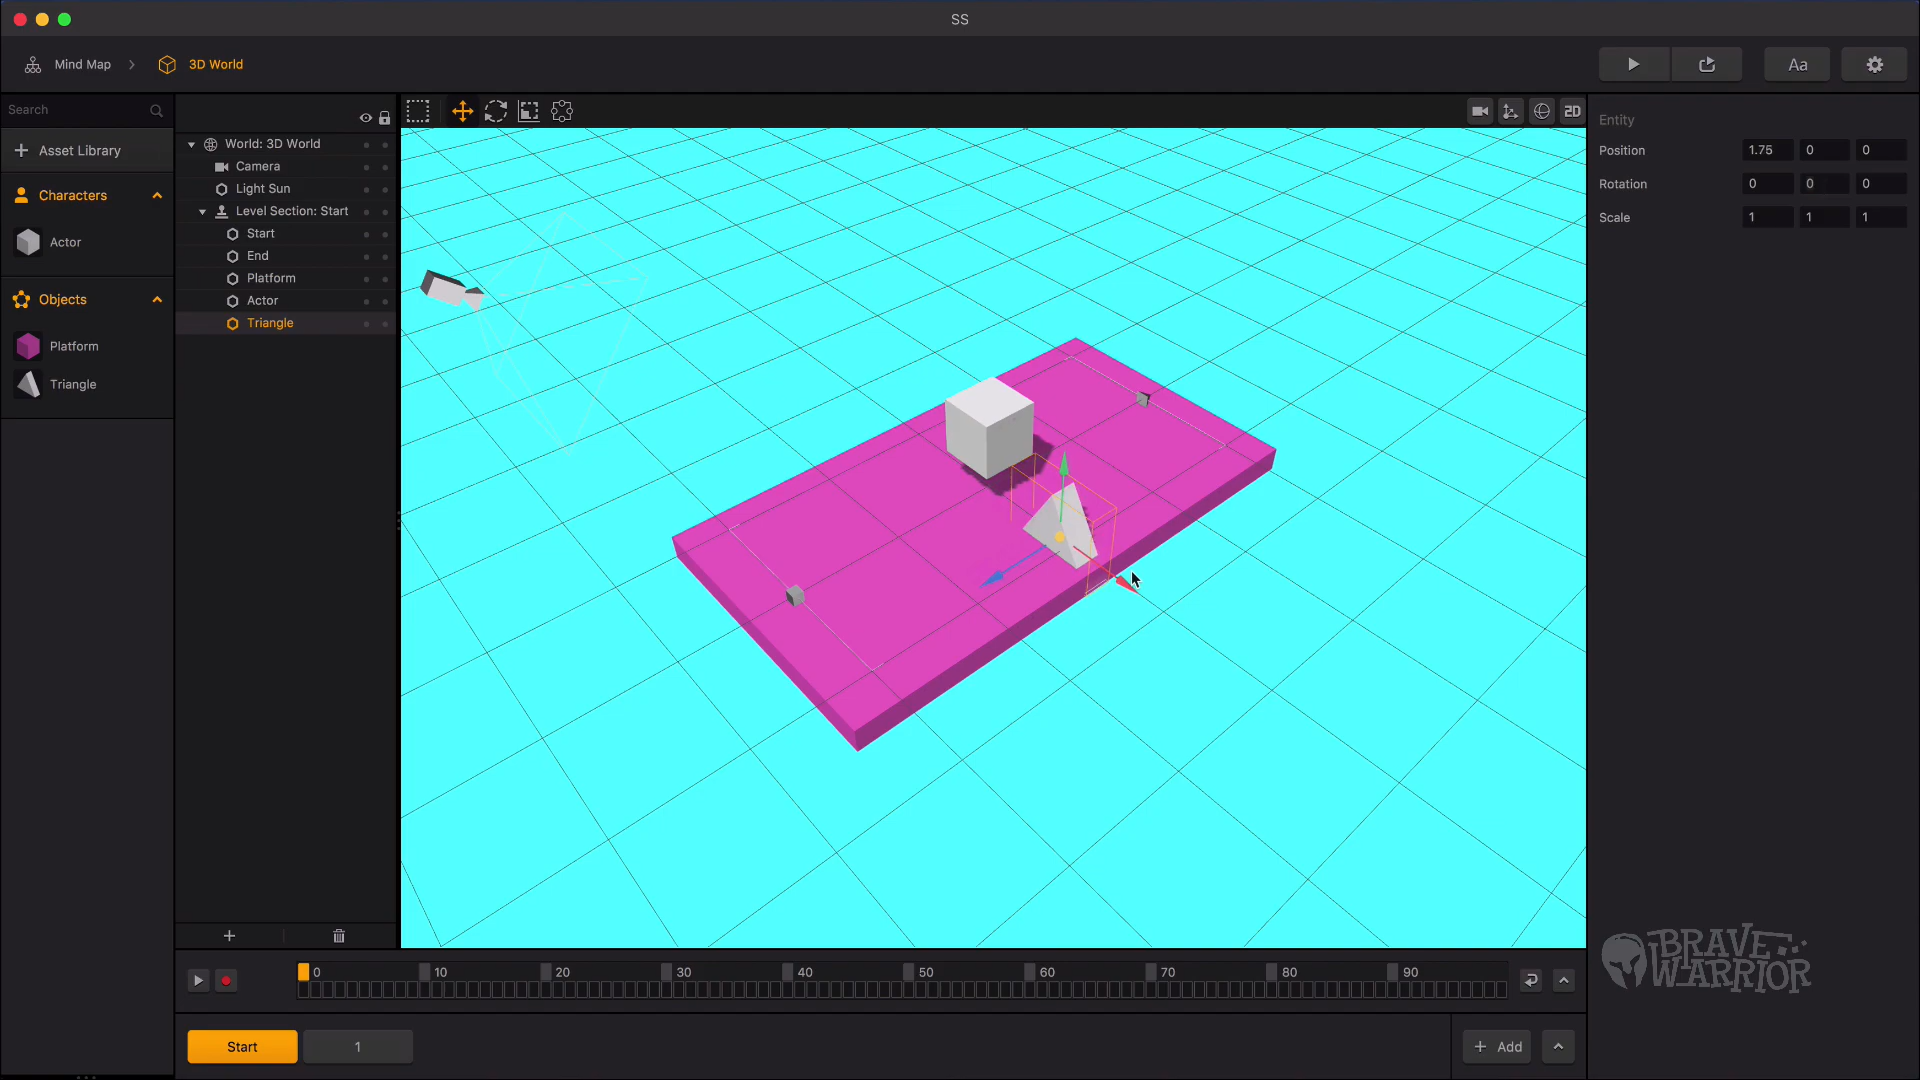 SS
Mind Map
3D World
Aa
Search
Asset Library
Characters
Actor
Objects
Platform
Triangle
World: 3D World
Camera
Light Sun
Level Section: Start
Start
End
Platform
Actor
Triangle
2D
Entity
Position 1.75 0 0
Rotation 0 0 0
Scale 1 1 1
0 10 20 30 40 50 60 70 80 90
Start
1
Add
BRAVE
WARRIOR